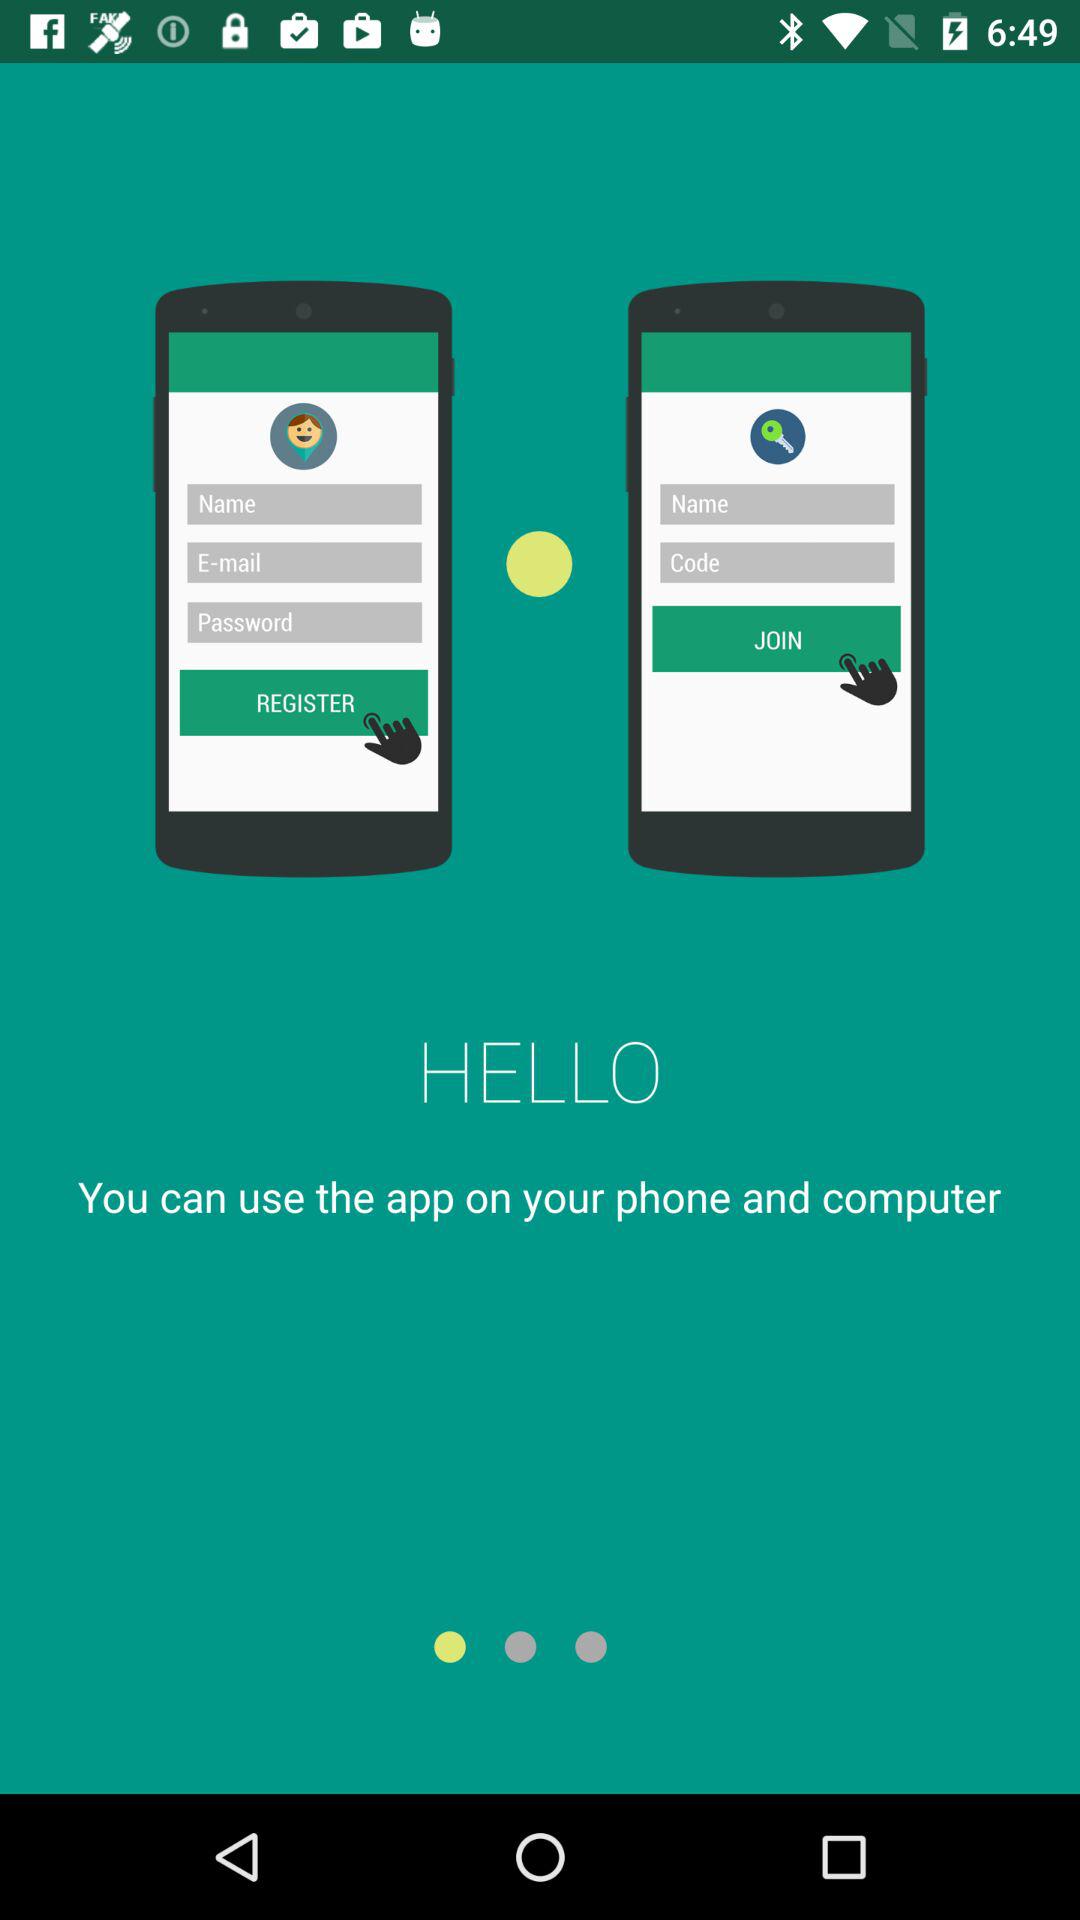 FAKE
6:49
Name
E-mail
Password
REGISTER
Name
Code
JOIN
HELLO
You can use the app on your phone and computer